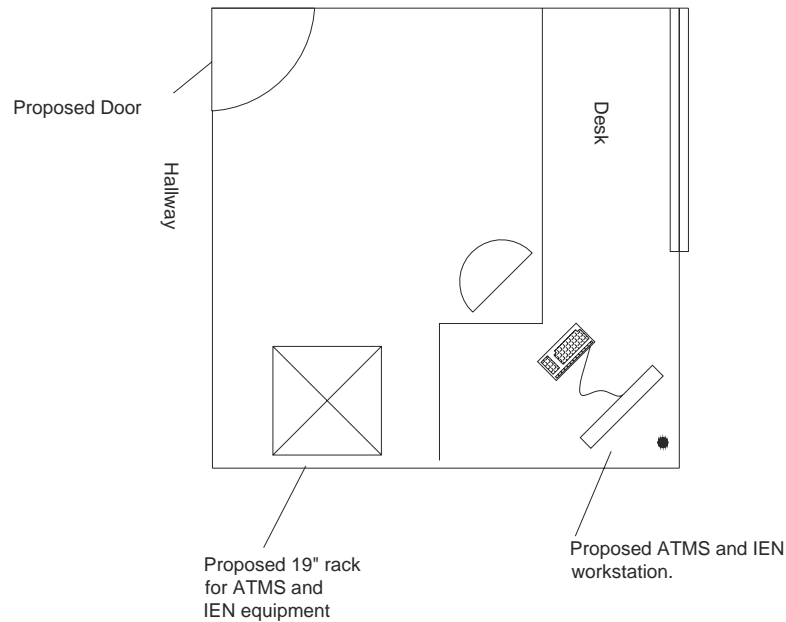 Proposed Door
Hallway
Desk
Proposed 19" rack
for ATMS and
IEN equipment
Proposed ATMS and IEN
workstation.